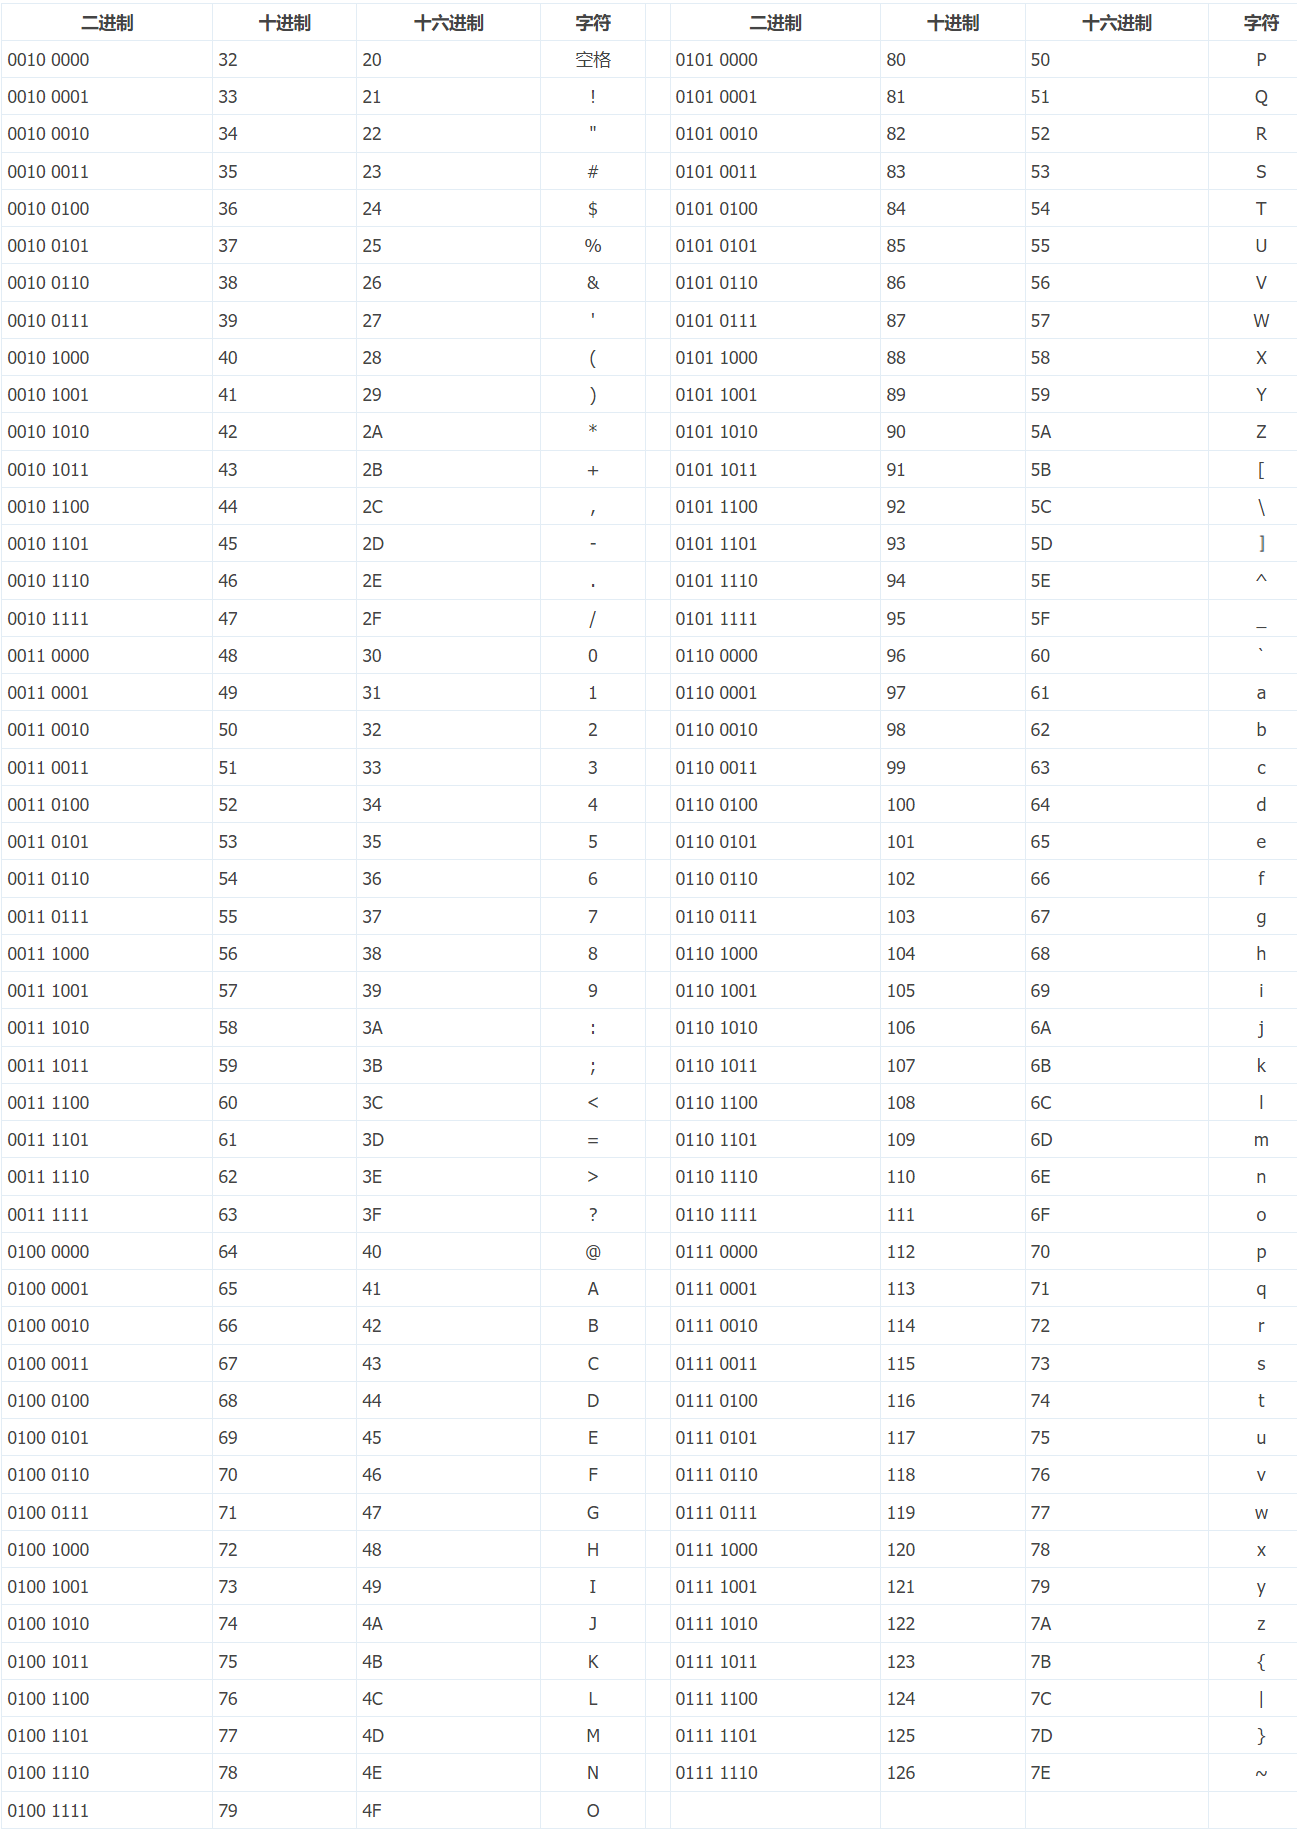 二进制 十进制 十六进制 字符 二进制 十进制 十六进制 字符
0010 0000 32 20 空格 0101 0000 80 50 P
0010 0001 33 21 ! 0101 0001 81 51 Q
0010 0010 34 22 " 0101 0010 82 52 R
0010 0011 35 23 # 0101 0011 83 53 S
0010 0100 36 24 $ 0101 0100 84 54 T
0010 0101 37 25 % 0101 0101 85 55 U
0010 0110 38 26 & 0101 0110 86 56 V
0010 0111 39 27 ' 0101 0111 87 57 W
0010 1000 40 28 ( 0101 1000 88 58 X
0010 1001 41 29 ) 0101 1001 89 59 Y
0010 1010 42 2A * 0101 1010 90 5A Z
0010 1011 43 2B + 0101 1011 91 5B [
0010 1100 44 2C , 0101 1100 92 5C \
0010 1101 45 2D - 0101 1101 93 5D ]
0010 1110 46 2E . 0101 1110 94 5E ^
0010 1111 47 2F / 0101 1111 95 5F _
0011 0000 48 30 0 0110 0000 96 60 `
0011 0001 49 31 1 0110 0001 97 61 a
0011 0010 50 32 2 0110 0010 98 62 b
0011 0011 51 33 3 0110 0011 99 63 c
0011 0100 52 34 4 0110 0100 100 64 d
0011 0101 53 35 5 0110 0101 101 65 e
0011 0110 54 36 6 0110 0110 102 66 f
0011 0111 55 37 7 0110 0111 103 67 g
0011 1000 56 38 8 0110 1000 104 68 h
0011 1001 57 39 9 0110 1001 105 69 i
0011 1010 58 3A : 0110 1010 106 6A j
0011 1011 59 3B ; 0110 1011 107 6B k
0011 1100 60 3C < 0110 1100 108 6C l
0011 1101 61 3D = 0110 1101 109 6D m
0011 1110 62 3E > 0110 1110 110 6E n
0011 1111 63 3F ? 0110 1111 111 6F o
0100 0000 64 40 @ 0111 0000 112 70 p
0100 0001 65 41 A 0111 0001 113 71 q
0100 0010 66 42 B 0111 0010 114 72 r
0100 0011 67 43 C 0111 0011 115 73 s
0100 0100 68 44 D 0111 0100 116 74 t
0100 0101 69 45 E 0111 0101 117 75 u
0100 0110 70 46 F 0111 0110 118 76 v
0100 0111 71 47 G 0111 0111 119 77 w
0100 1000 72 48 H 0111 1000 120 78 x
0100 1001 73 49 I 0111 1001 121 79 y
0100 1010 74 4A J 0111 1010 122 7A z
0100 1011 75 4B K 0111 1011 123 7B {
0100 1100 76 4C L 0111 1100 124 7C |
0100 1101 77 4D M 0111 1101 125 7D }
0100 1110 78 4E N 0111 1110 126 7E ~
0100 1111 79 4F O